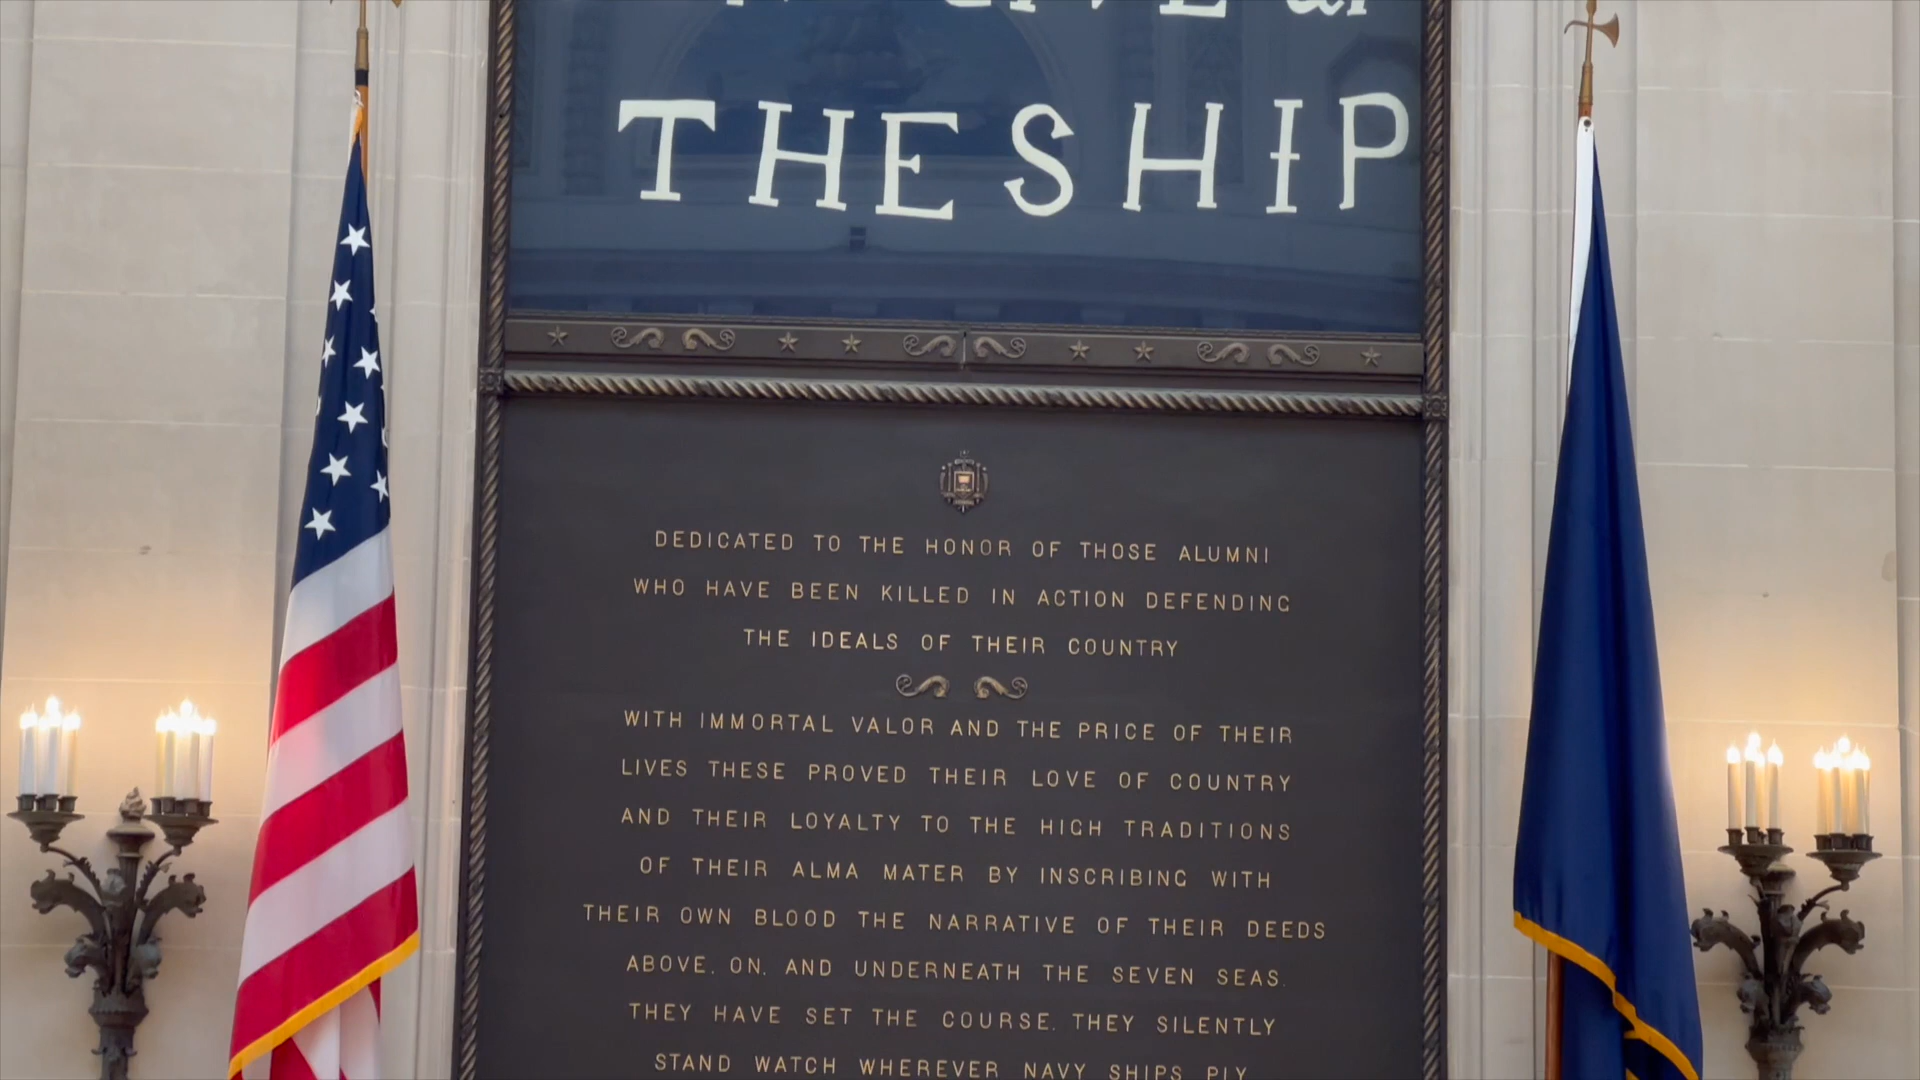 THE SHIP
DEDICATED TO THE HONOR OF THOSE ALUMNI
WHO HAVE BEEN KILLED IN ACTION DEFENDING
THE IDEALS OF THEIR COUNTRY
WITH IMMORTAL VALOR AND THE PRICE OF THEIR
LIVES THESE PROVED THEIR LOVE OF COUNTRY
AND THEIR LOYALTY TO THE HIGH TRADITIONS
OF THEIR ALMA MATER BY INSCRIBING WITH
THEIR OWN BLOOD THE NARRATIVE OF THEIR DEEDS
ABOVE, ON, AND UNDERNEATH THE SEVEN SEAS.
THEY HAVE SET THE COURSE. THEY SILENTLY
STAND WATCH WHEREVER NAVY SHIPS PLY